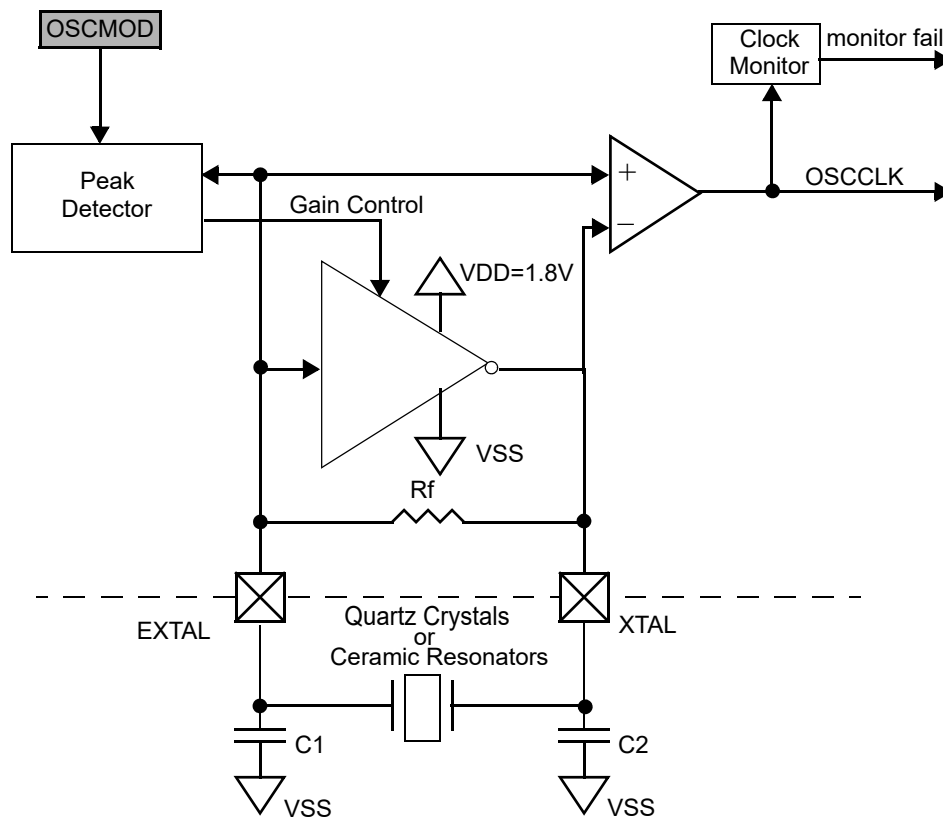 OSCMOD
Clock
Monitor
monitor fail
Peak
Detector
+
OSCCLK
−
Gain Control
VDD=1.8V
VSS
Rf
EXTAL
Quartz Crystals
or
Ceramic Resonators
XTAL
C1
C2
VSS
VSS